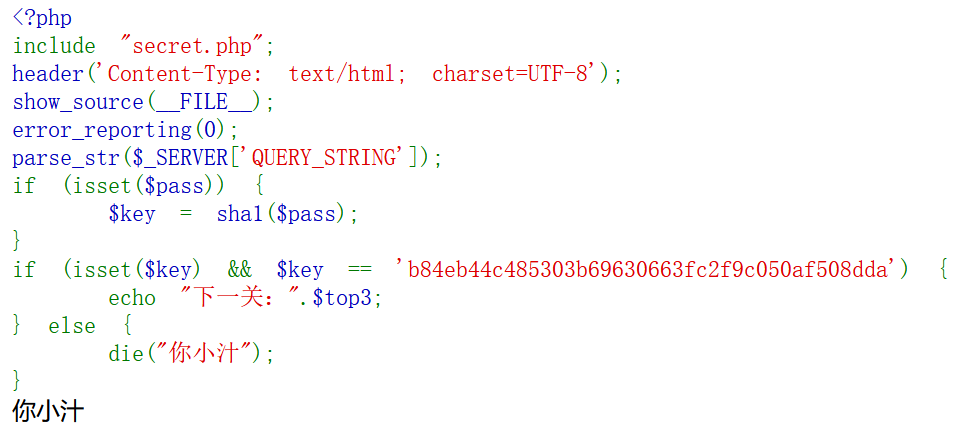 <?php
include "secret.php";
header('Content-Type: text/html; charset=UTF-8');
show_source(__FILE__);
error_reporting(0);
parse_str($_SERVER['QUERY_STRING']);
if (isset($pass)) {
        $key = sha1($pass);
}
if (isset($key) && $key == 'b84eb44c485303b69630663fc2f9c050af508dda') {
        echo "下一关：".$top3;
} else {
        die("你小汁");
}
你小汁